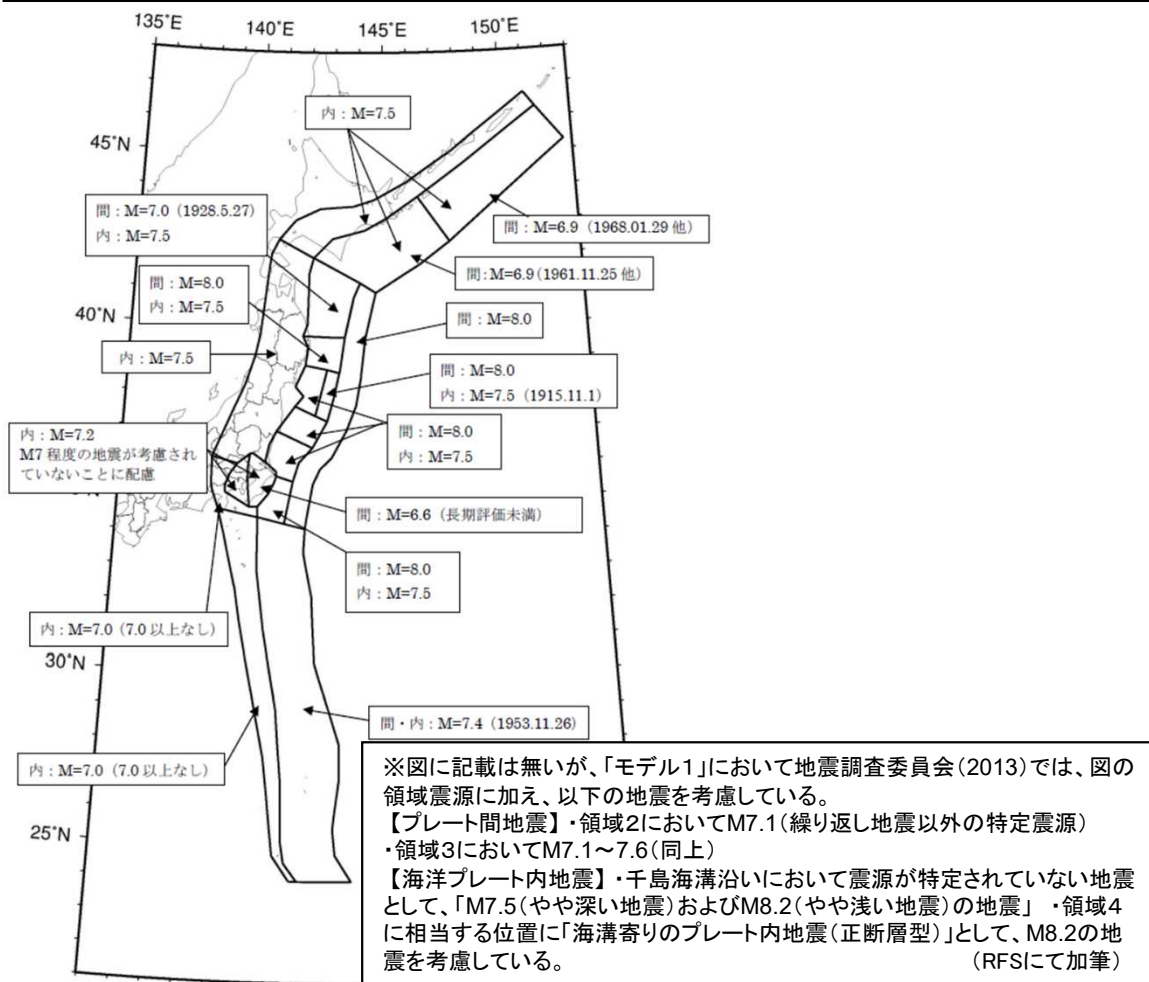 135°E
140°E
145°E
150°E
内：M=7.5
45°N
間：M=7.0（1928.5.27）
内：M=7.5
間：M=6.9（1968.01.29 他）
間：M=6.9（1961.11.25 他）
間：M=8.0
内：M=7.5
40°N
間：M=8.0
内：M=7.5
間：M=8.0
内：M=7.5（1915.11.1）
間：M=8.0
内：M=7.5
内：M=7.2
M7 程度の地震が考慮され
ていないことに配慮
間：M=6.6（長期評価未満）
間：M=8.0
内：M=7.5
内：M=7.0（7.0 以上なし）
30°N
間・内：M=7.4（1953.11.26）
内：M=7.0（7.0 以上なし）
25°N
※図に記載は無いが、「モデル１」において地震調査委員会(2013)では、図の
領域震源に加え、以下の地震を考慮している。
【プレート間地震】・領域２においてM7.1（繰り返し地震以外の特定震源）
・領域３においてM7.1～7.6（同上）
【海洋プレート内地震】・千島海溝沿いにおいて震源が特定されていない地震
として、「M7.5（やや深い地震）およびM8.2（やや浅い地震）の地震」 ・領域４
に相当する位置に「海溝寄りのプレート内地震（正断層型）」として、M8.2の地
震を考慮している。 （RFSにて加筆）